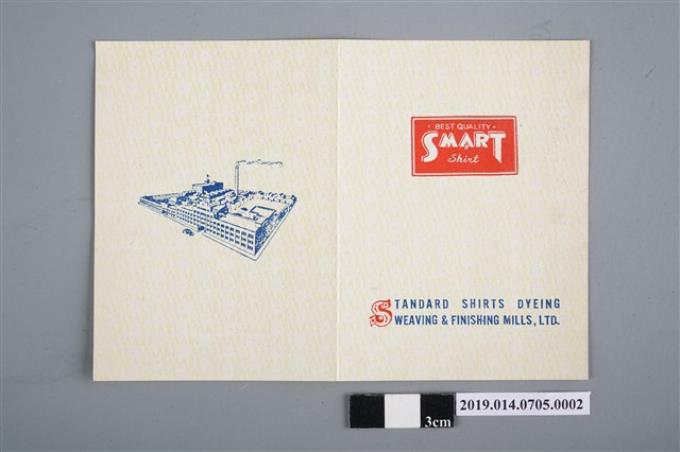 • BEST QUALITY •
SMART
Shirt
STANDARD SHIRTS DYEING
WEAVING & FINISHING MILLS, LTD.
3cm
2019.014.0705.0002